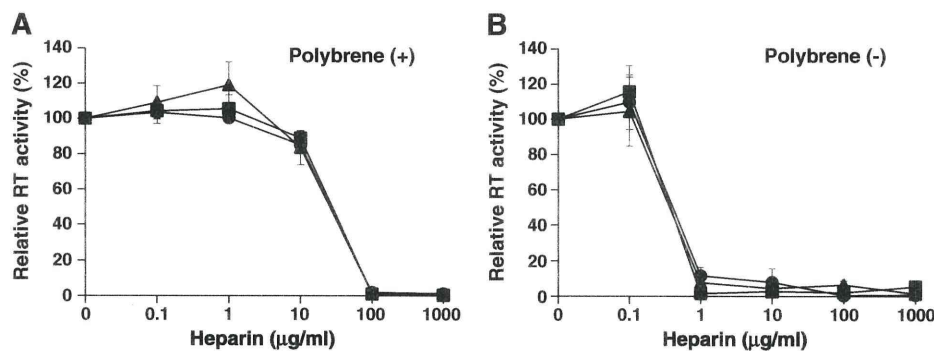 A
Polybrene (+)
Relative RT activity (%)
140
120
100
80
60
40
20
0
0 0.1 1 10 100 1000
Heparin (μg/ml)
B
Polybrene (-)
Relative RT activity (%)
140
120
100
80
60
40
20
0
0 0.1 1 10 100 1000
Heparin (μg/ml)